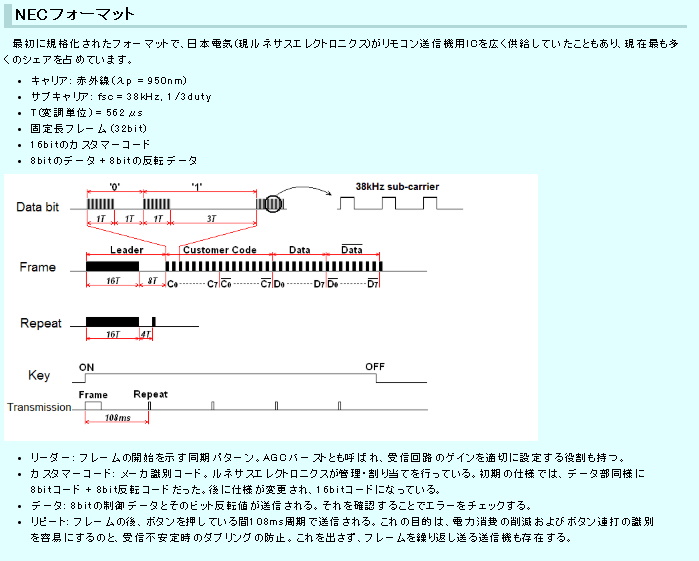 NECフォーマット
最初に規格化されたフォーマットで、日本電気(現ルネサスエレクトロニクス)がリモコン送信機用ICを広く供給していたこともあり、現在最も多
くのシェアを占めています。
• キャリア: 赤外線(λp = 950nm)
• サブキャリア: fsc = 38kHz, 1/3duty
• T(変調単位) = 562 μs
• 固定長フレーム (32bit)
• 16bitのカスタマーコード
• 8bitのデータ + 8bitの反転データ
'0' '1' 38kHz sub-carrier
Data bit
1T 1T 1T 3T
Leader Customer Code Data D̅a̅t̅a̅
Frame
16T 8T C0 C7 C̅0 C̅7 D0 D7 D̅0 D̅7
Repeat
16T 4T
ON OFF
Key
Frame Repeat
Transmission
108ms
• リーダー: フレームの開始を示す同期パターン。AGCバーストとも呼ばれ、受信回路のゲインを適切に設定する役割も持つ。
• カスタマーコード: メーカ識別コード。ルネサスエレクトロニクスが管理・割り当てを行っている。初期の仕様では、データ部同様に
8bitコード + 8bit反転コードだった。後に仕様が変更され、16bitコードになっている。
• データ: 8bitの制御データとそのビット反転値が送信される。それを確認することでエラーをチェックする。
• リピート: フレームの後、ボタンを押している間108ms周期で送信される。これの目的は、電力消費の削減およびボタン連打の識別
を容易にするのと、受信不安定時のダブリングの防止。これを出さず、フレームを繰り返し送る送信機も存在する。